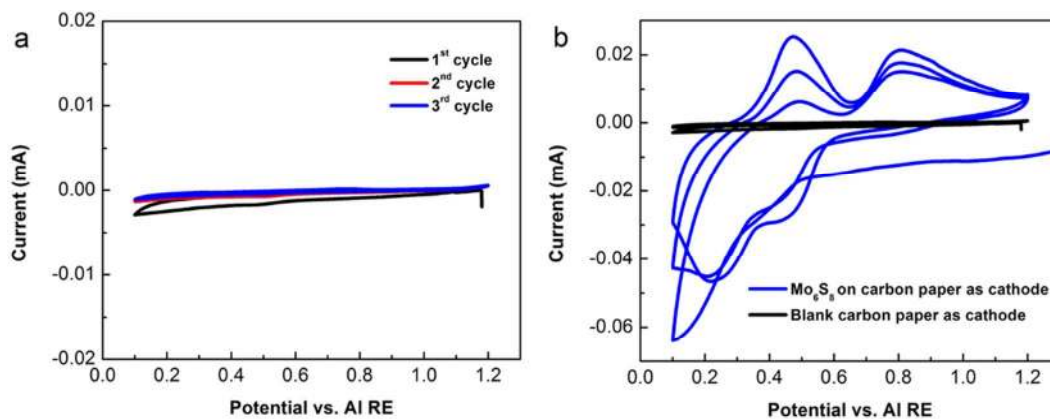 a
0.02
0.01
0.00
-0.01
-0.02
Current (mA)
1st cycle
2nd cycle
3rd cycle
0.0 0.2 0.4 0.6 0.8 1.0 1.2
Potential vs. Al RE
b
0.02
0.00
-0.02
-0.04
-0.06
Current (mA)
Mo6S8 on carbon paper as cathode
Blank carbon paper as cathode
0.2 0.4 0.6 0.8 1.0 1.2
Potential vs. Al RE